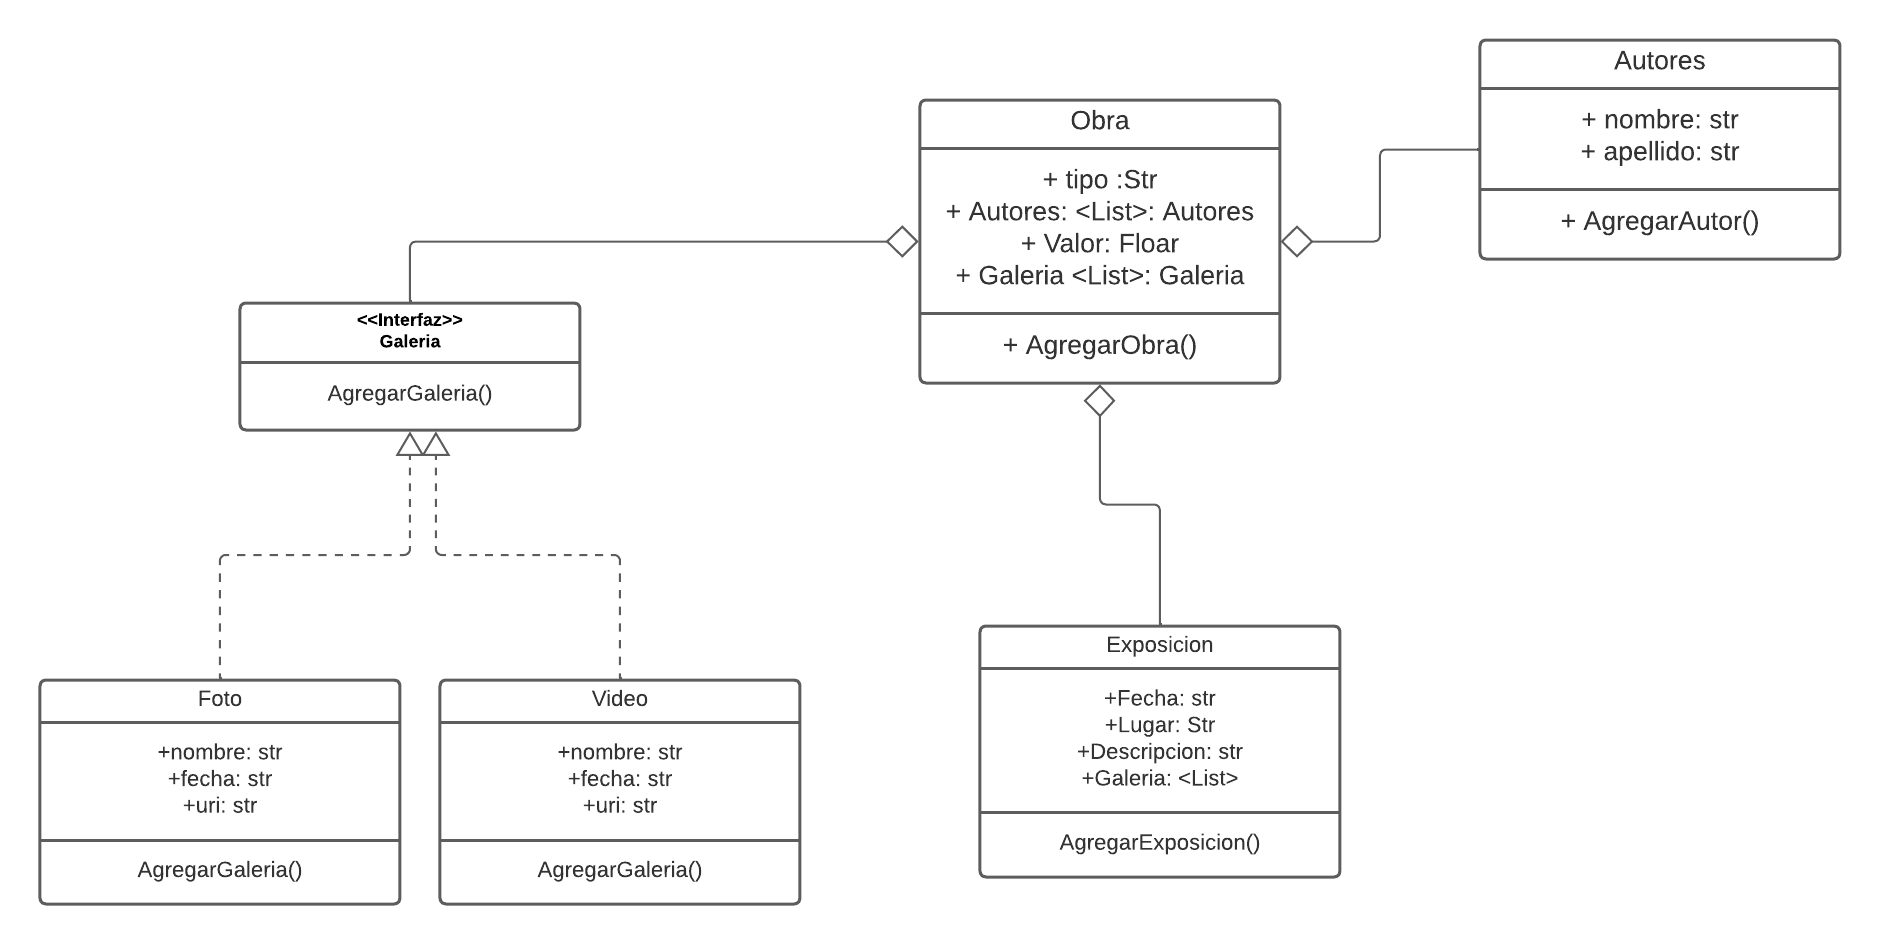 Autores
+ nombre: str
+ apellido: str
+ AgregarAutor()
Obra
+ tipo :Str
+ Autores: <List>: Autores
+ Valor: Floar
+ Galeria <List>: Galeria
+ AgregarObra()
<<Interfaz>>
Galeria
AgregarGaleria()
Foto
+nombre: str
+fecha: str
+uri: str
AgregarGaleria()
Video
+nombre: str
+fecha: str
+uri: str
AgregarGaleria()
Exposicion
+Fecha: str
+Lugar: Str
+Descripcion: str
+Galeria: <List>
AgregarExposicion()